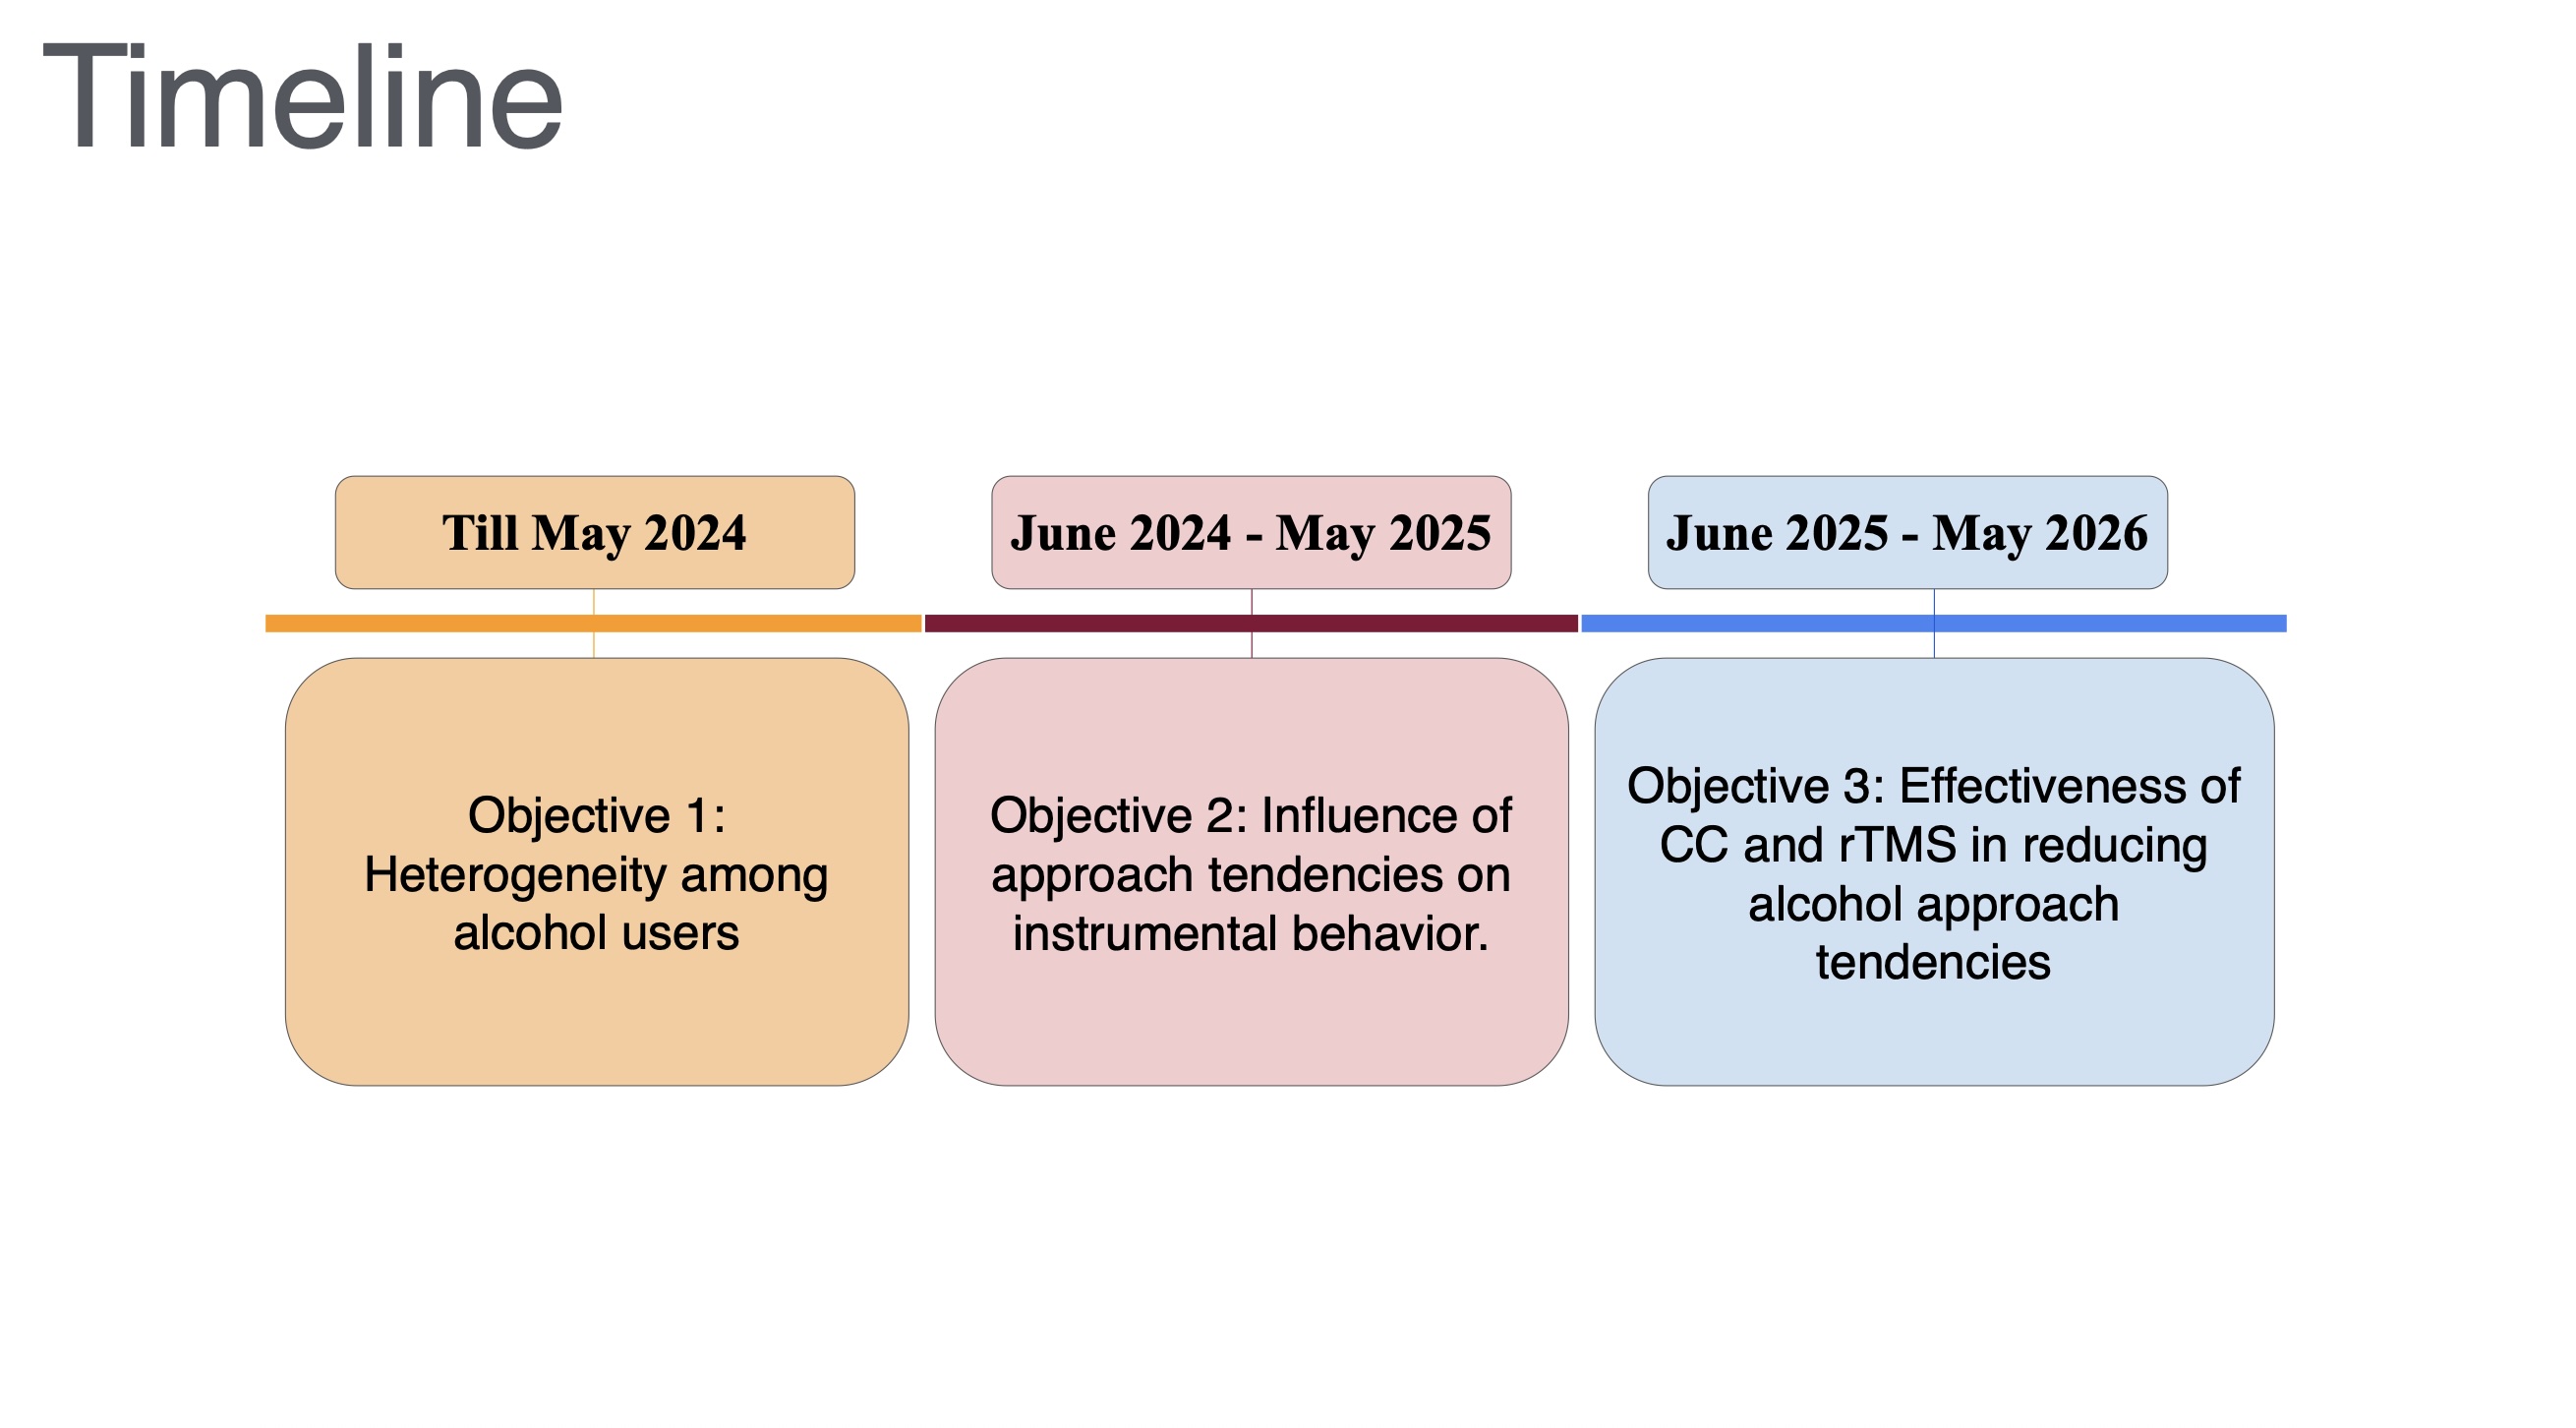 Timeline
Till May 2024
June 2024 - May 2025
June 2025 - May 2026
Objective 1:
Heterogeneity among
alcohol users
Objective 2: Influence of
approach tendencies on
instrumental behavior.
Objective 3: Effectiveness of
CC and rTMS in reducing
alcohol approach
tendencies